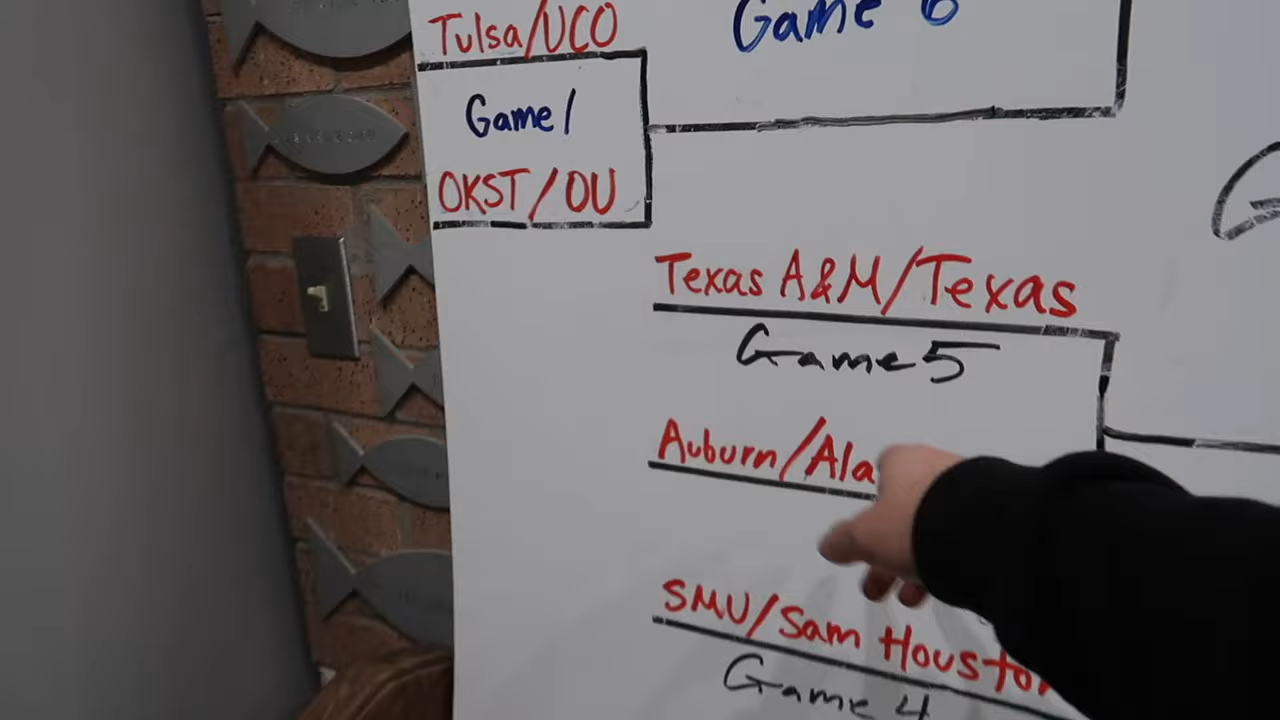 Tulsa/UCO
Game 6
Game 1
OKST/OU
Texas A&M/Texas
Game 5
Auburn/Ala
SMU/Sam Houston
Game 4